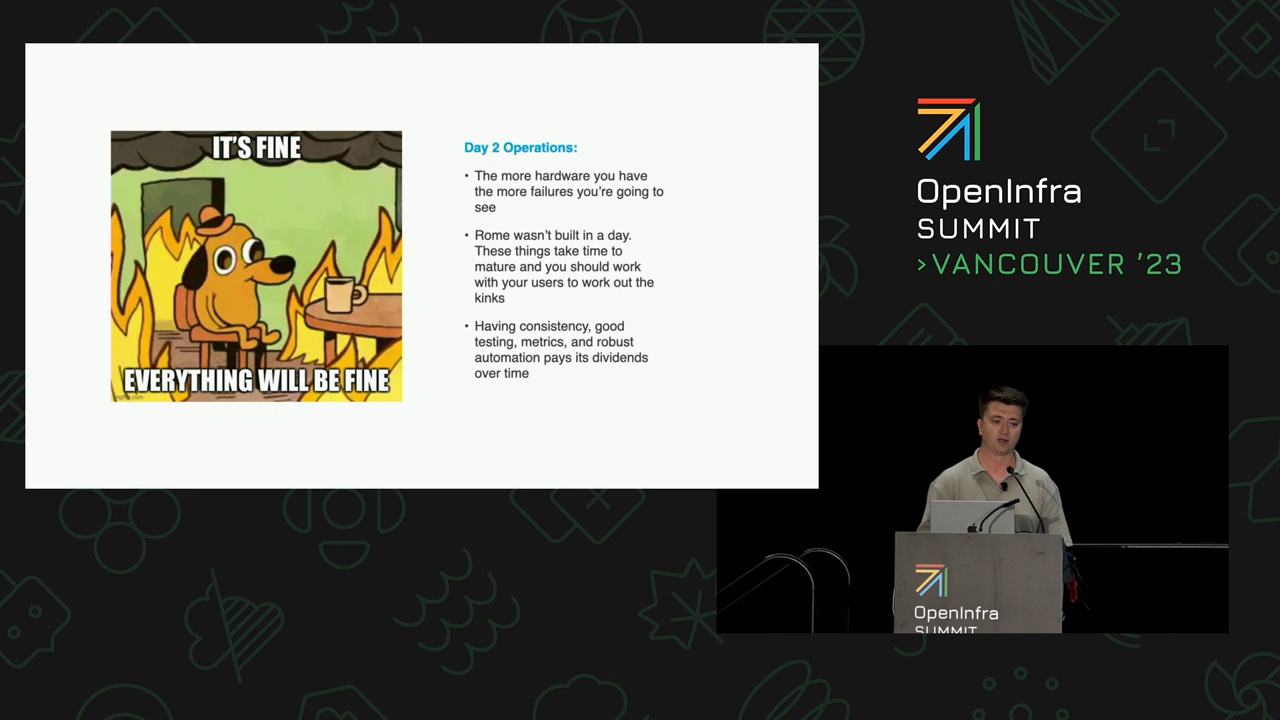 IT'S FINE
EVERYTHING WILL BE FINE
Day 2 Operations:
• The more hardware you have
the more failures you're going to
see
• Rome wasn't built in a day.
These things take time to
mature and you should work
with your users to work out the
kinks
• Having consistency, good
testing, metrics, and robust
automation pays its dividends
over time
OpenInfra
SUMMIT
>VANCOUVER '23
OpenInfra
SUMMIT